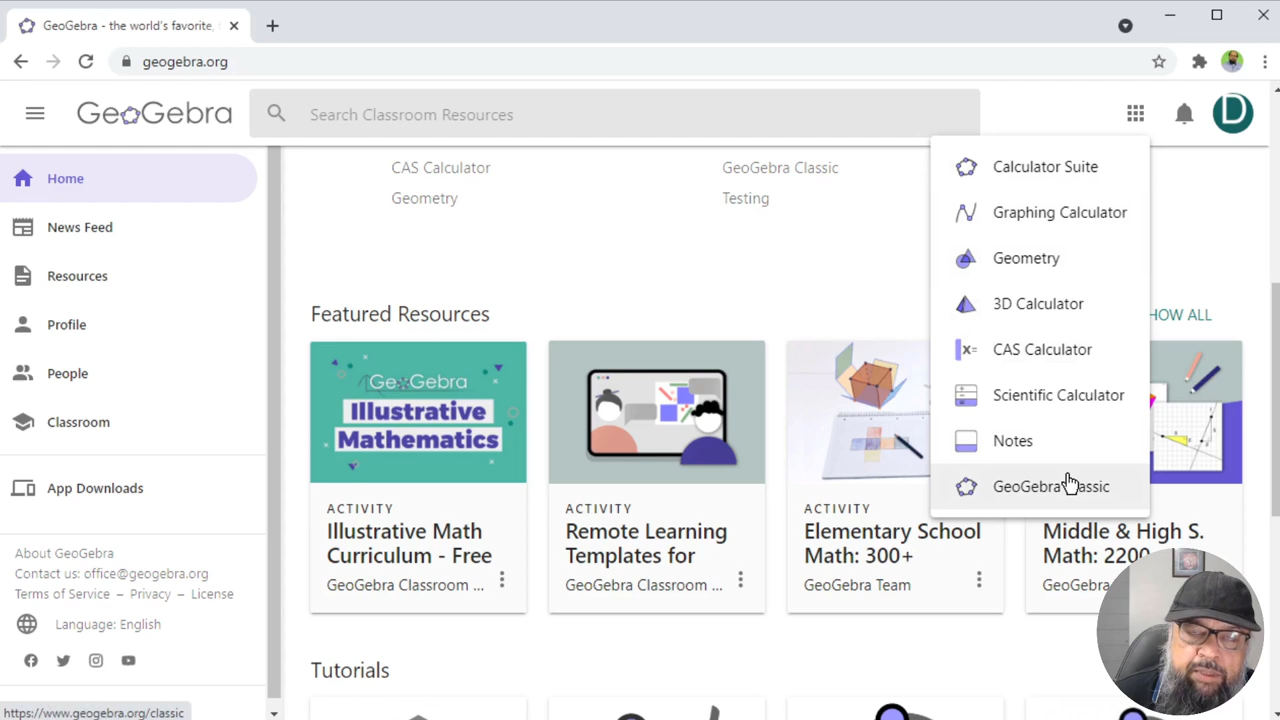 GeoGebra - the world's favorite,
geogebra.org
GeoGebra
Search Classroom Resources
D
Home
News Feed
Resources
Profile
People
Classroom
App Downloads
About GeoGebra
Contact us: office@geogebra.org
Terms of Service – Privacy – License
Language: English
https://www.geogebra.org/classic
CAS Calculator
GeoGebra Classic
Geometry
Testing
Calculator Suite
Graphing Calculator
Geometry
3D Calculator
CAS Calculator
x=
Scientific Calculator
Notes
GeoGebra Classic
Featured Resources
HOW ALL
GeoGebra
Illustrative
Mathematics
ACTIVITY
Illustrative Math
Curriculum - Free
GeoGebra Classroom ...
ACTIVITY
Remote Learning
Templates for
GeoGebra Classroom ...
ACTIVITY
Elementary School
Math: 300+
GeoGebra Team
Middle & High S.
Math: 2200
GeoG
Tutorials